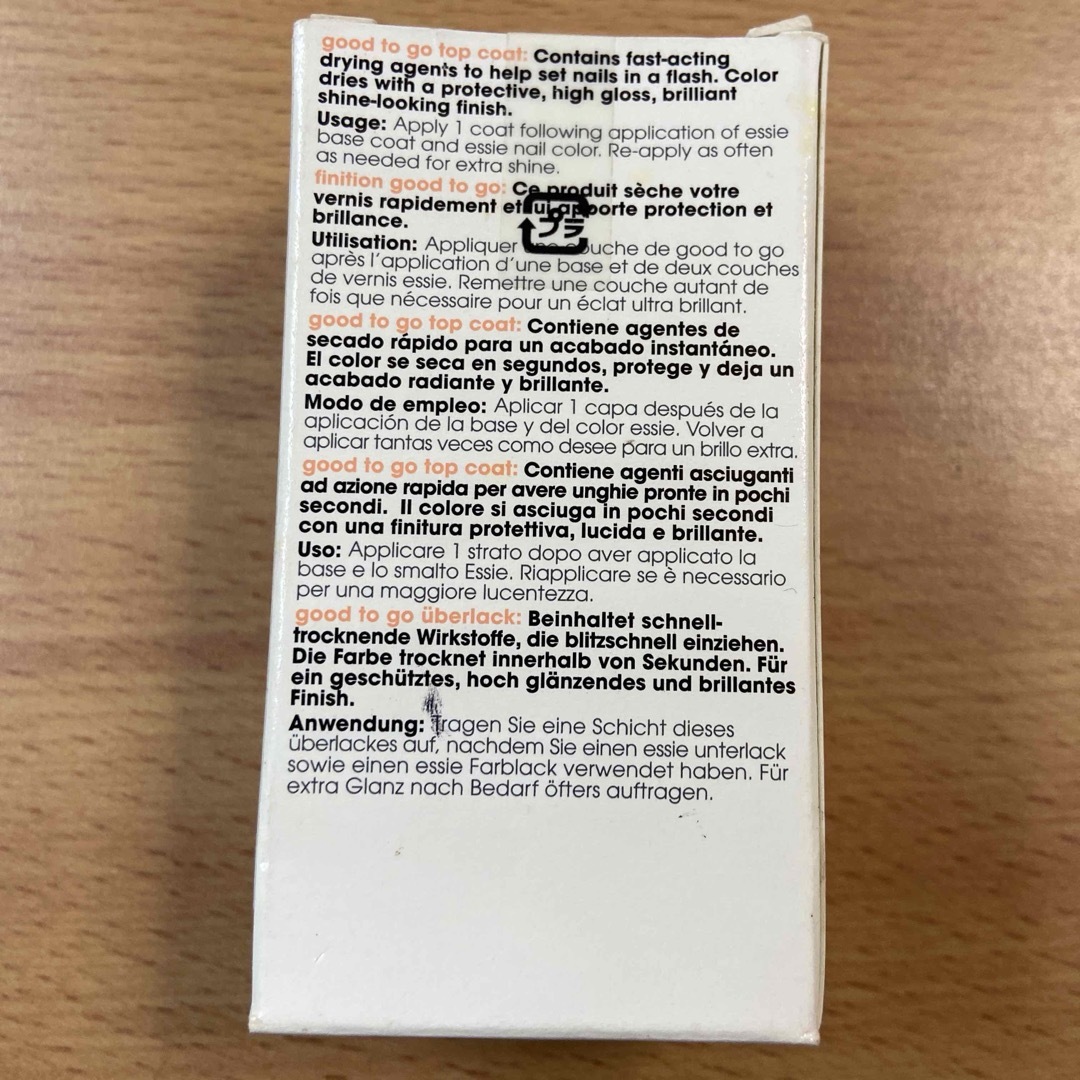 good to go top coat: Contains fast-acting
drying agents to help set nails in a flash. Color
dries with a protective, high gloss, brilliant
shine-looking finish.
Usage: Apply 1 coat following application of essie
base coat and essie nail color. Re-apply as often
as needed for extra shine.
finition good to go: Ce produit sèche votre
vernis rapidement et lui apporte protection et
brillance.
プラ
Utilisation: Appliquer une couche de good to go
après l'application d'une base et de deux couches
de vernis essie. Remettre une couche autant de
fois que nécessaire pour un éclat ultra brillant.
good to go top coat: Contiene agentes de
secado rápido para un acabado instantáneo.
El color se seca en segundos, protege y deja un
acabado radiante y brillante.
Modo de empleo: Aplicar 1 capa después de la
aplicación de la base y del color essie. Volver a
aplicar tantas veces como desee para un brillo extra.
good to go top coat: Contiene agenti asciuganti
ad azione rapida per avere unghie pronte in pochi
secondi. Il colore si asciuga in pochi secondi
con una finitura protettiva, lucida e brillante.
Uso: Applicare 1 strato dopo aver applicato la
base e lo smalto Essie. Riapplicare se è necessario
per una maggiore lucentezza.
good to go überlack: Beinhaltet schnell-
trocknende Wirkstoffe, die blitzschnell einziehen.
Die Farbe trocknet innerhalb von Sekunden. Für
ein geschütztes, hoch glänzendes und brillantes
Finish.
Anwendung: Tragen Sie eine Schicht dieses
überlackes auf, nachdem Sie einen essie unterlack
sowie einen essie Farblack verwendet haben. Für
extra Glanz nach Bedarf öfters auftragen.